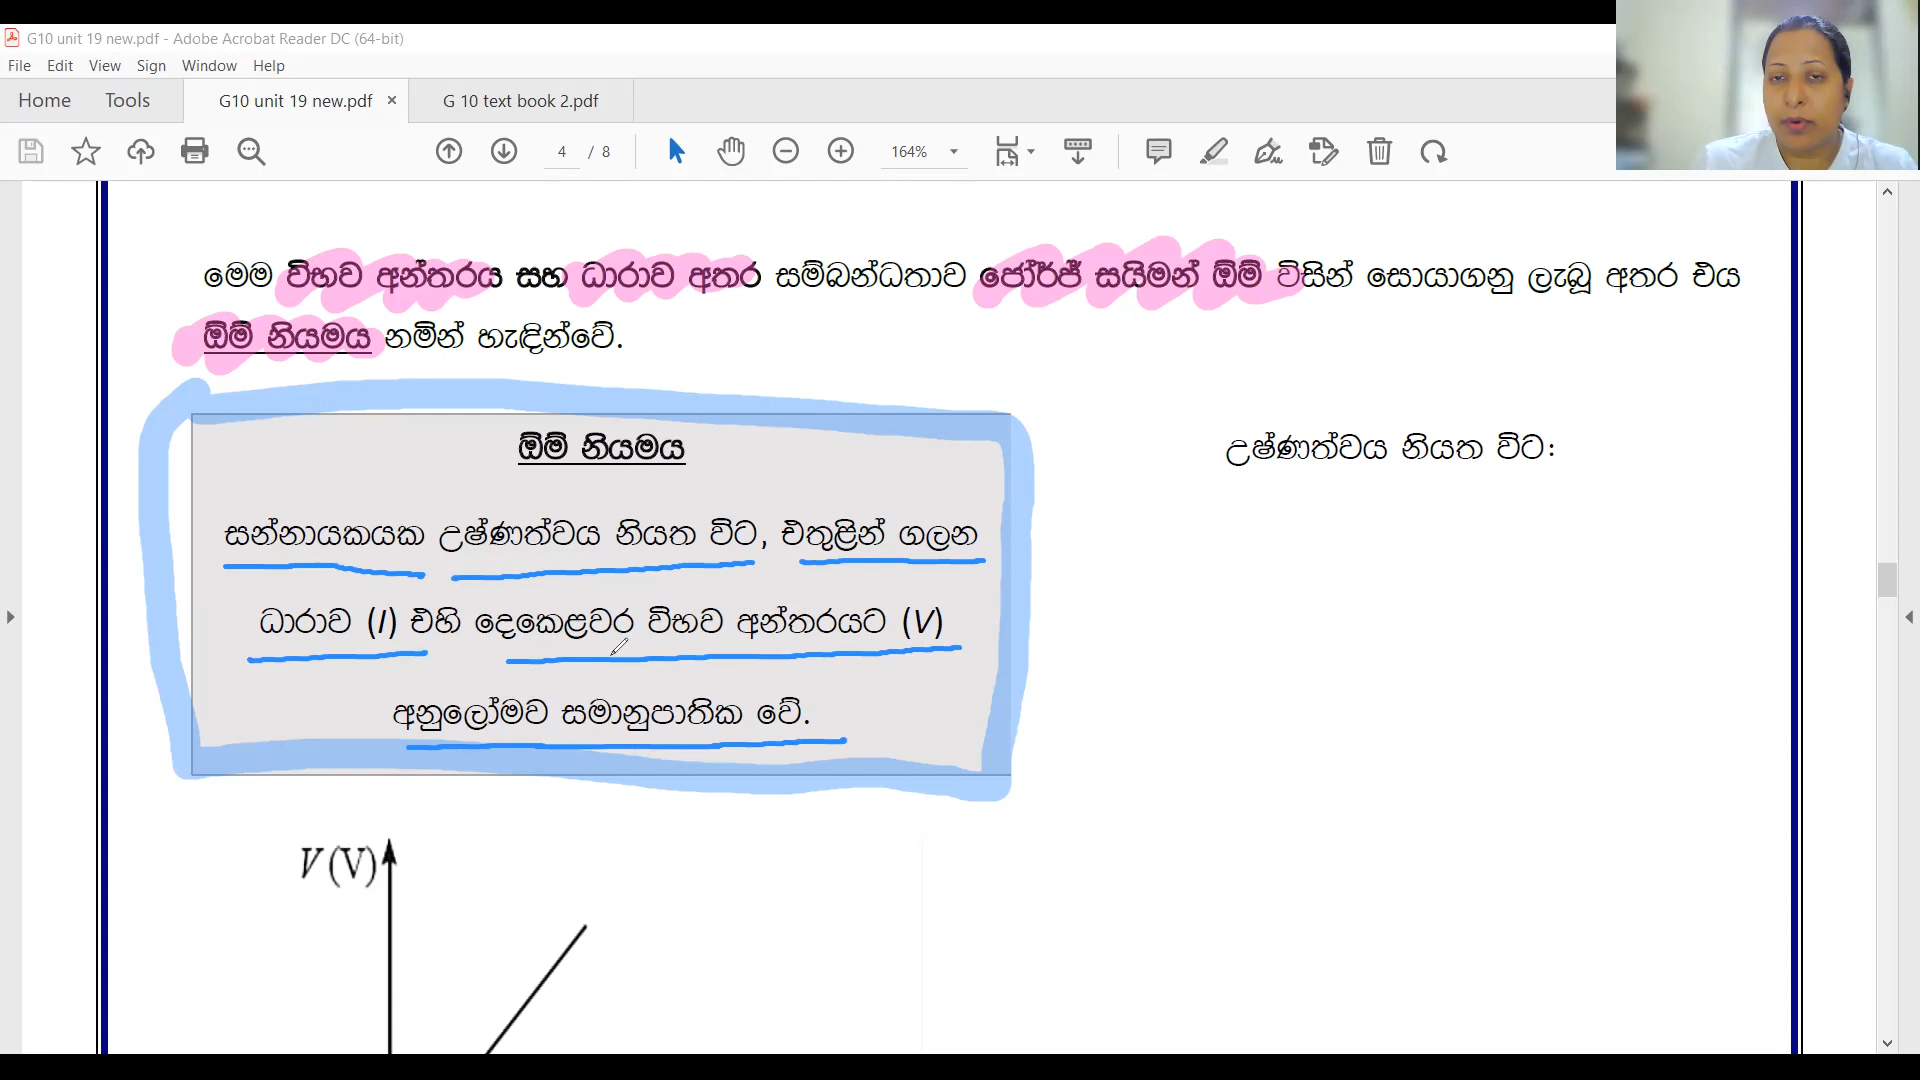 G10 unit 19 new.pdf - Adobe Acrobat Reader DC (64-bit)
File Edit View Sign Window Help
Home Tools G10 unit 19 new.pdf × G 10 text book 2.pdf
4 / 8 164%
මෙම විභව අන්තරය සහ ධාරාව අතර සම්බන්ධතාව ජෝර්ජ් සයිමන් ඕම් විසින් සොයාගනු ලැබූ අතර එය
ඕම් නියමය නමින් හැඳින්වේ.
ඕම් නියමය
උෂ්ණත්වය නියත විට:
සන්නායකයක උෂ්ණත්වය නියත විට, එතුළින් ගලන
ධාරාව (I) එහි දෙකෙළවර විභව අන්තරයට (V)
අනුලෝමව සමානුපාතික වේ.
V(V)